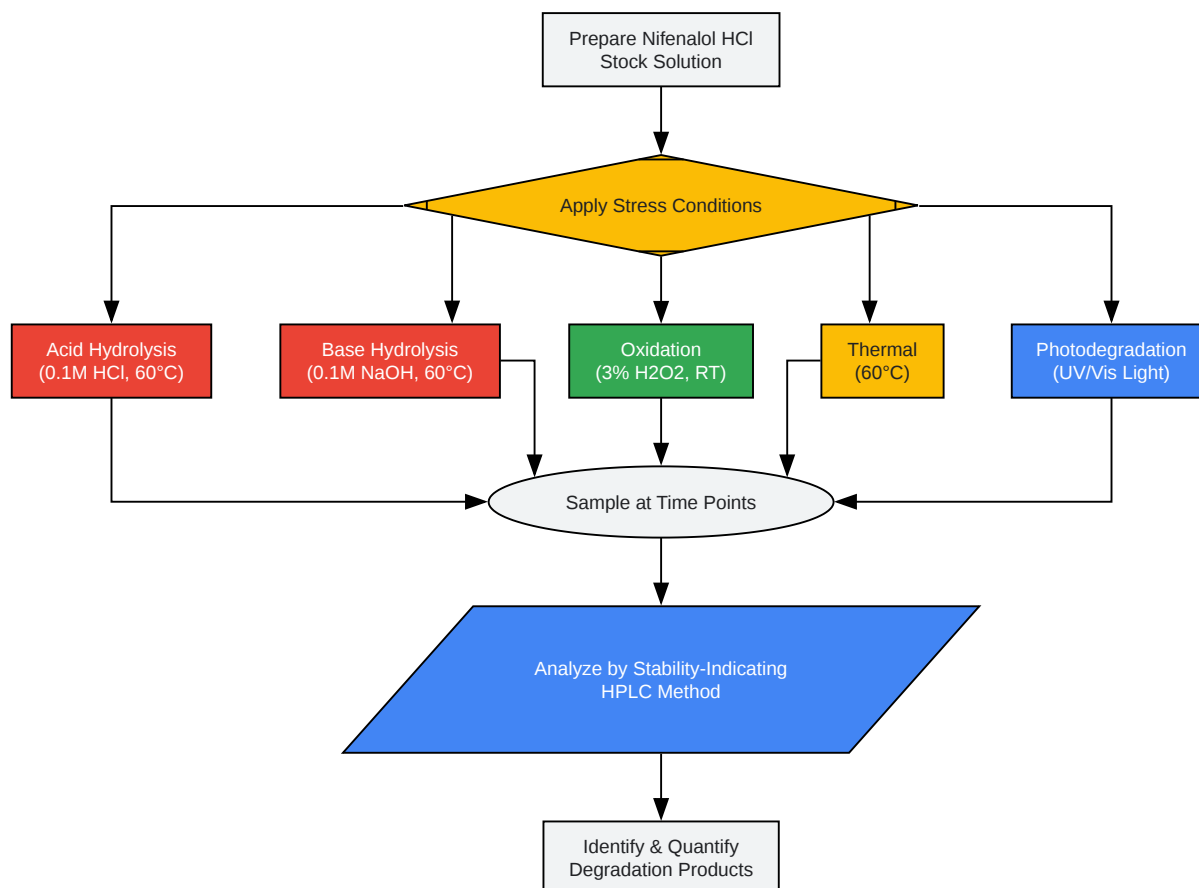 Prepare Nifenalol HCl
Stock Solution
Apply Stress Conditions
Acid Hydrolysis
(0.1M HCl, 60°C)
Base Hydrolysis
(0.1M NaOH, 60°C)
Oxidation
(3% H2O2, RT)
Thermal
(60°C)
Photodegradation
(UV/Vis Light)
Sample at Time Points
Analyze by Stability-Indicating
HPLC Method
Identify & Quantify
Degradation Products